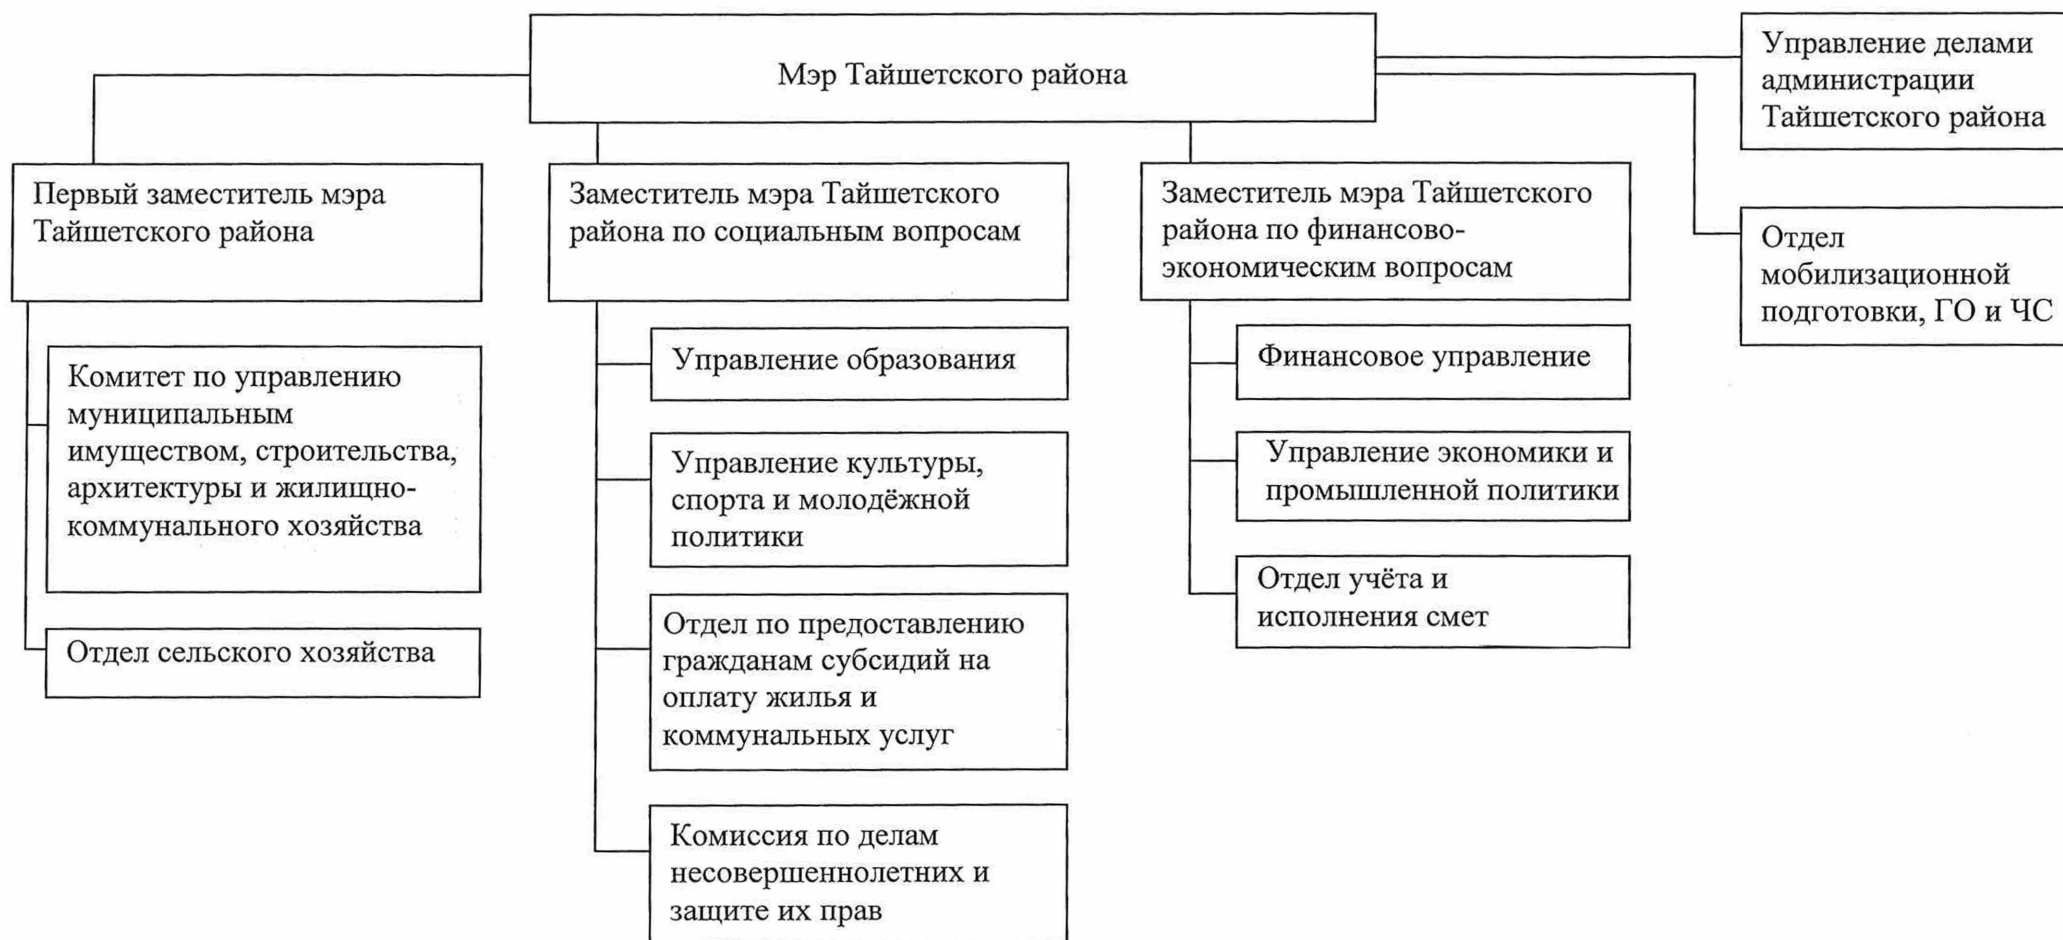 Мэр Тайшетского района
Управление делами
администрации
Тайшетского района
Первый заместитель мэра
Тайшетского района
Заместитель мэра Тайшетского
района по социальным вопросам
Заместитель мэра Тайшетского
района по финансово-
экономическим вопросам
Отдел
мобилизационной
подготовки, ГО и ЧС
Комитет по управлению
муниципальным
имуществом, строительства,
архитектуры и жилищно-
коммунального хозяйства
Отдел сельского хозяйства
Управление образования
Управление культуры,
спорта и молодёжной
политики
Отдел по предоставлению
гражданам субсидий на
оплату жилья и
коммунальных услуг
Комиссия по делам
несовершеннолетних и
защите их прав
Финансовое управление
Управление экономики и
промышленной политики
Отдел учёта и
исполнения смет